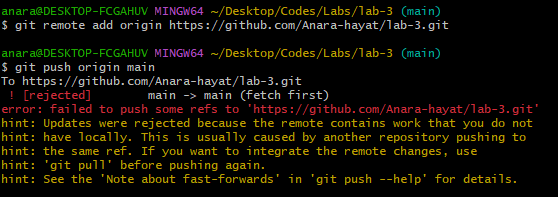 anara@DESKTOP-FCGAHUV MINGW64 ~/Desktop/Codes/Labs/lab-3 (main)
$ git remote add origin https://github.com/Anara-hayat/lab-3.git
anara@DESKTOP-FCGAHUV MINGW64 ~/Desktop/Codes/Labs/lab-3 (main)
$ git push origin main
To https://github.com/Anara-hayat/lab-3.git
 ! [rejected]        main -> main (fetch first)
error: failed to push some refs to 'https://github.com/Anara-hayat/lab-3.git'
hint: Updates were rejected because the remote contains work that you do not
hint: have locally. This is usually caused by another repository pushing to
hint: the same ref. If you want to integrate the remote changes, use
hint: 'git pull' before pushing again.
hint: See the 'Note about fast-forwards' in 'git push --help' for details.